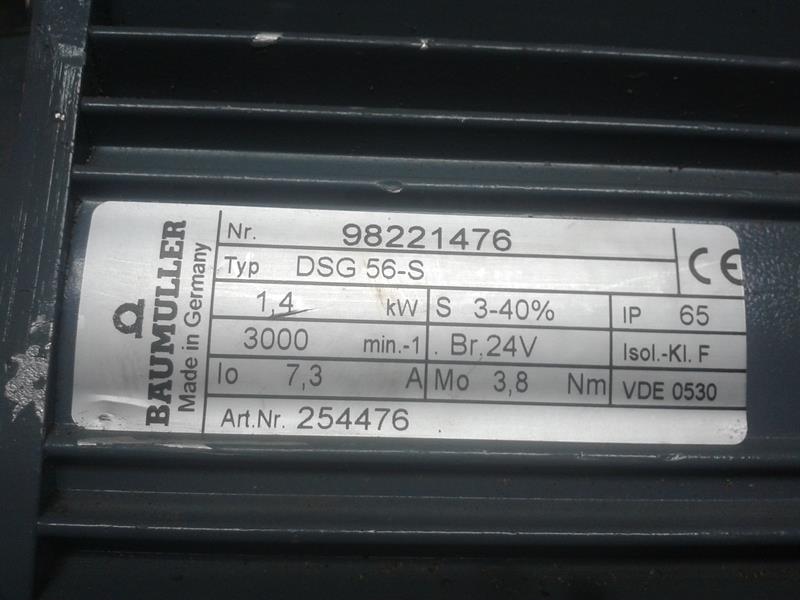 BAUMULLER
Made in Germany
Nr. 98221476
Typ DSG 56-S
CE
1,4 kW S 3-40% IP 65
3000 min.-1 . Br.24V Isol.-Kl. F
Io 7,3 A Mo 3,8 Nm VDE 0530
Art.Nr. 254476